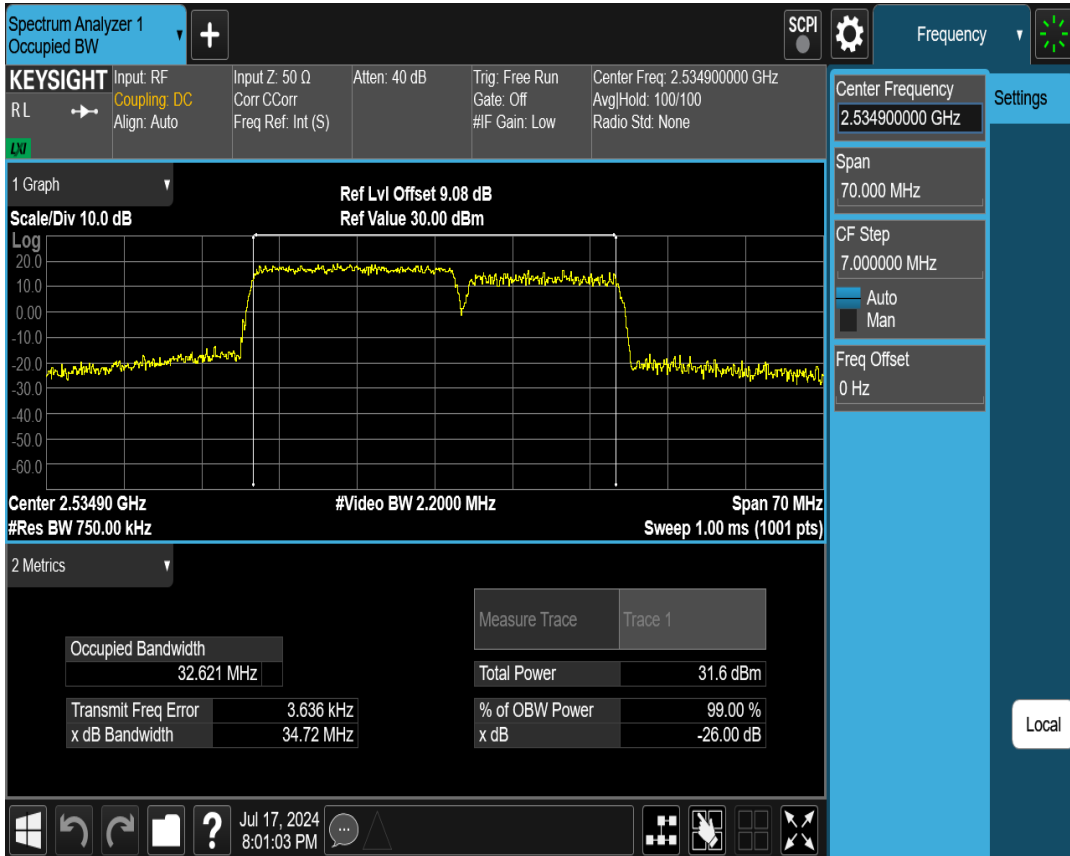 Spectrum Analyzer 1
Occupied BW
+
SCPI
Frequency
KEYSIGHT
RL
LXI
Input: RF
Coupling: DC
Align: Auto
Input Z: 50 Ω
Corr CCorr
Freq Ref: Int (S)
Atten: 40 dB
Trig: Free Run
Gate: Off
#IF Gain: Low
Center Freq: 2.534900000 GHz
Avg|Hold: 100/100
Radio Std: None
Center Frequency
2.534900000 GHz
Settings
Span
70.000 MHz
CF Step
7.000000 MHz
Auto
Man
Freq Offset
0 Hz
Local
1 Graph
Ref Lvl Offset 9.08 dB
Scale/Div 10.0 dB
Ref Value 30.00 dBm
Log
20.0
10.0
0.00
-10.0
-20.0
-30.0
-40.0
-50.0
-60.0
Center 2.53490 GHz
#Video BW 2.2000 MHz
Span 70 MHz
#Res BW 750.00 kHz
Sweep 1.00 ms (1001 pts)
2 Metrics
Measure Trace
Trace 1
Occupied Bandwidth
32.621 MHz
Total Power
31.6 dBm
Transmit Freq Error
3.636 kHz
% of OBW Power
99.00 %
x dB Bandwidth
34.72 MHz
x dB
-26.00 dB
?
Jul 17, 2024
8:01:03 PM